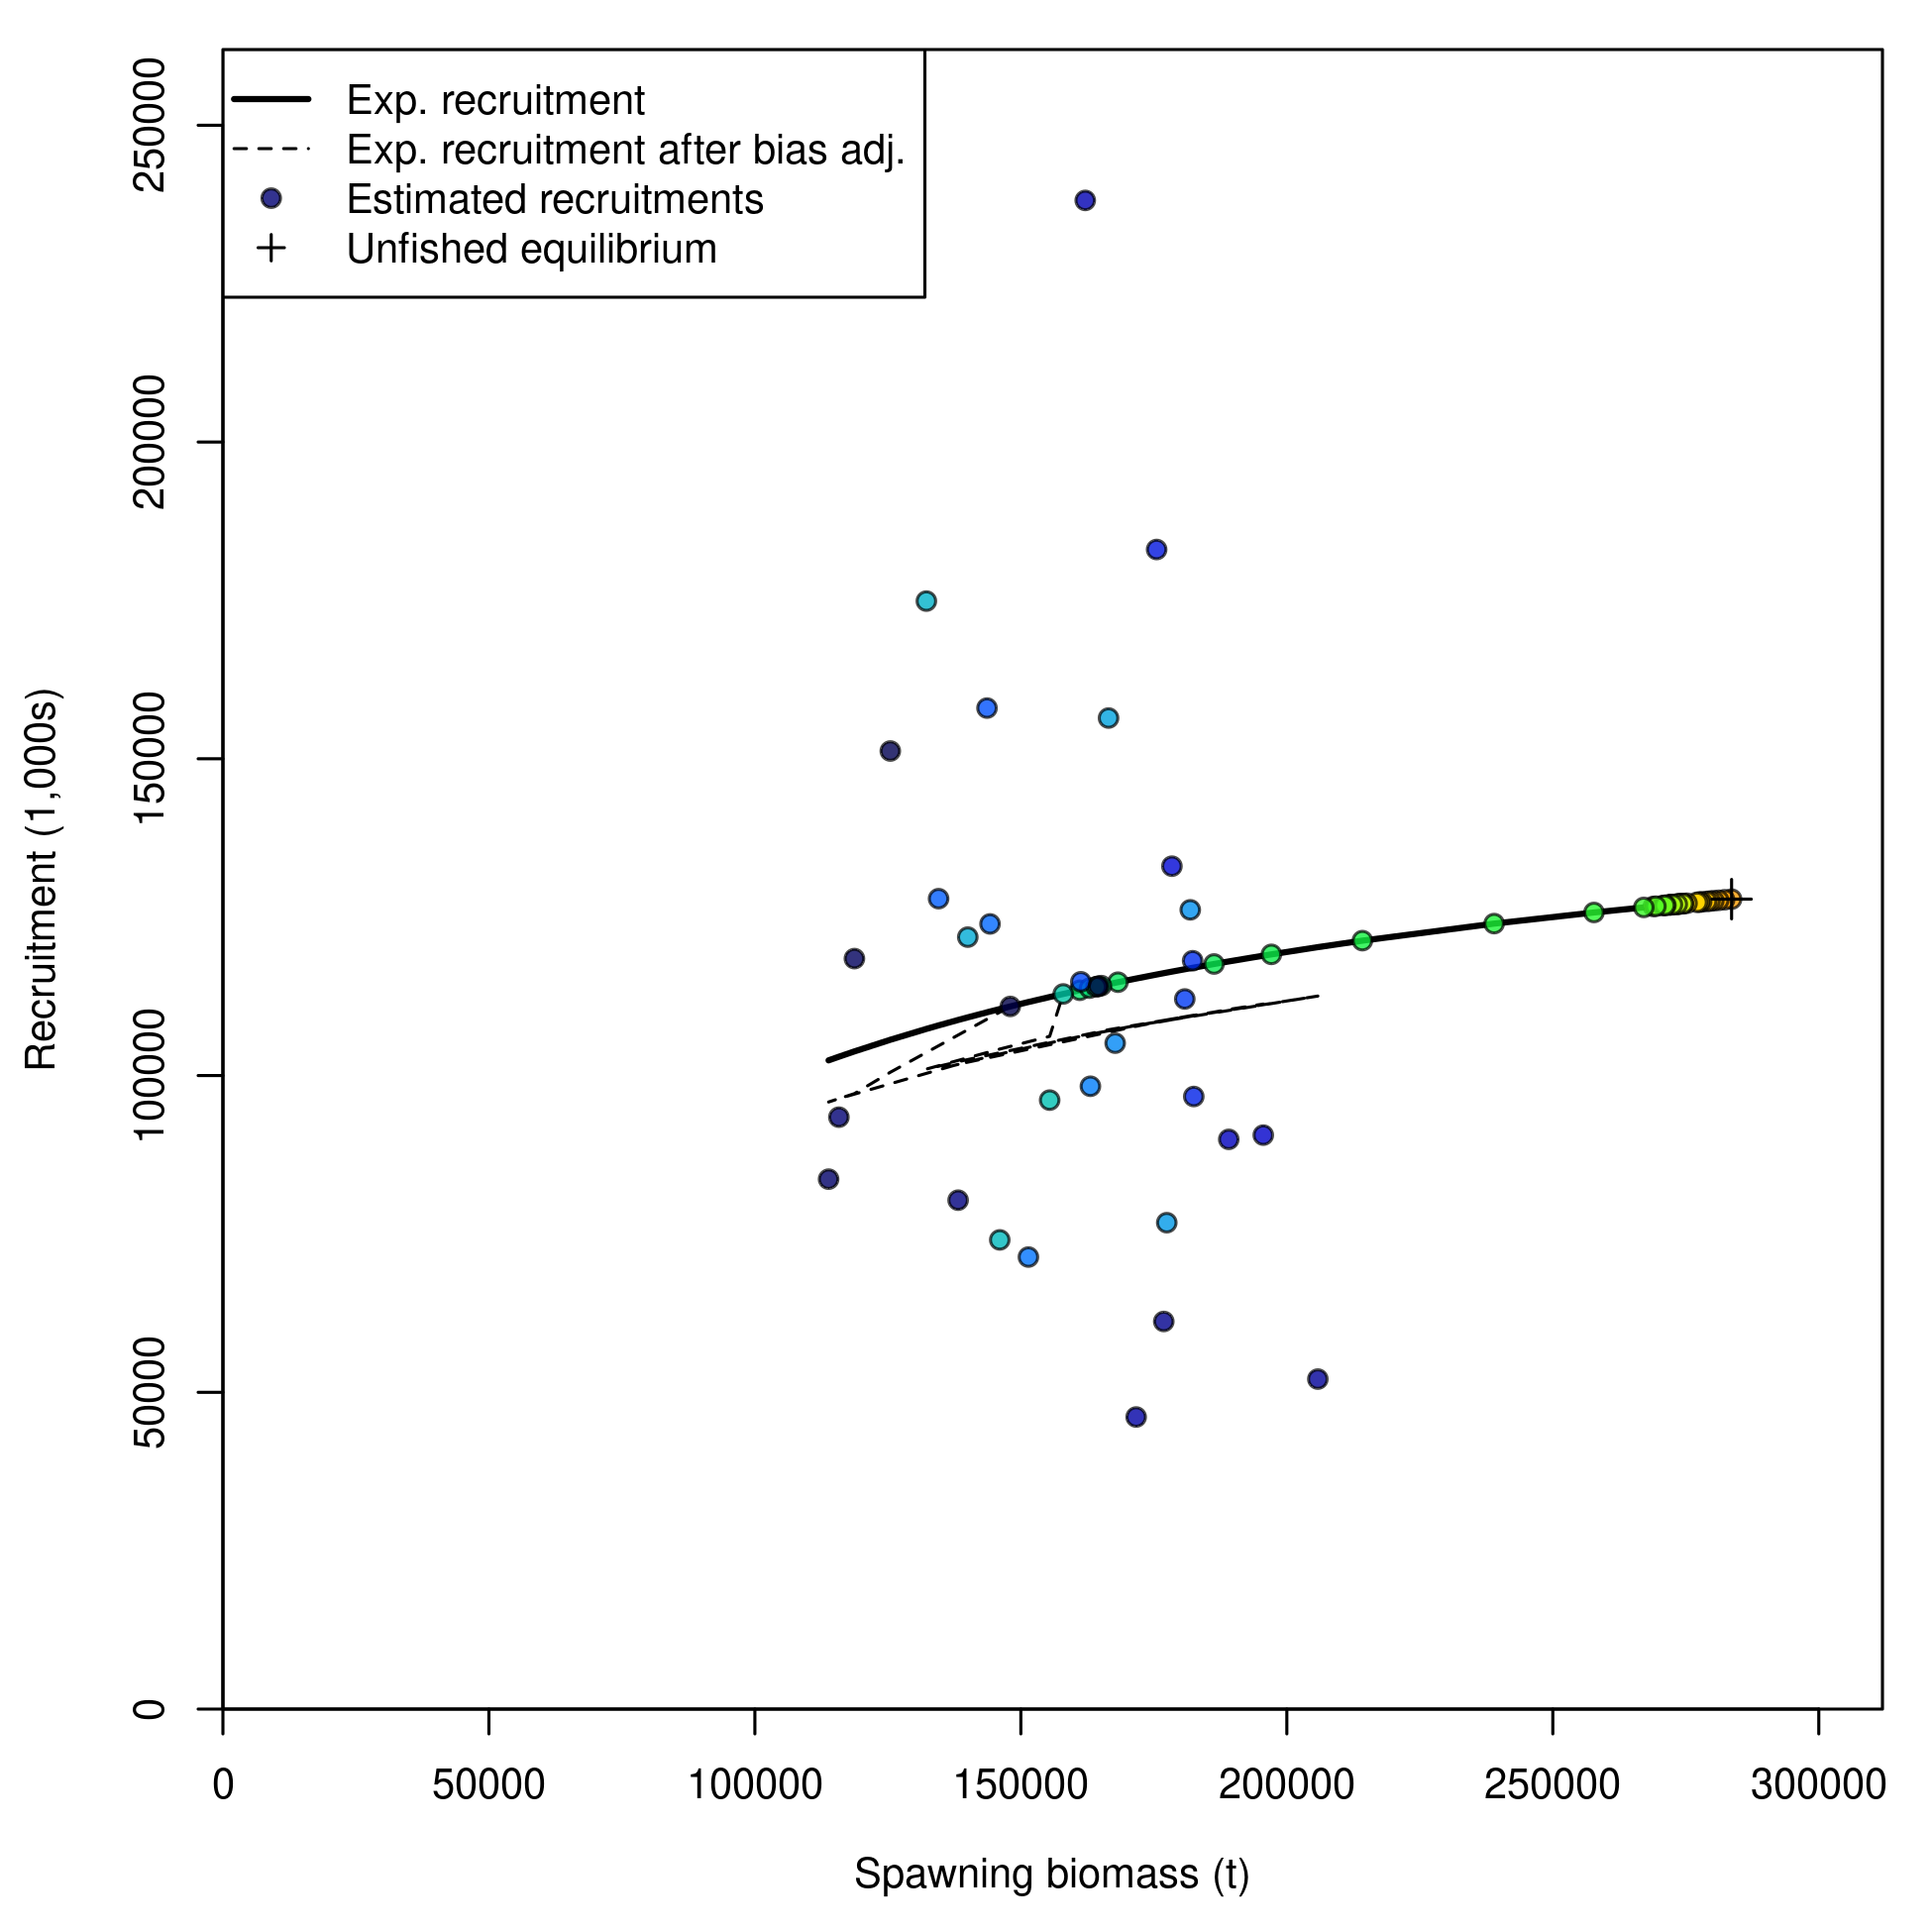 Exp. recruitment
Exp. recruitment after bias adj.
Estimated recruitments
Unfished equilibrium
250000
200000
150000
100000
50000
0
Recruitment (1,000s)
0 50000 100000 150000 200000 250000 300000
Spawning biomass (t)